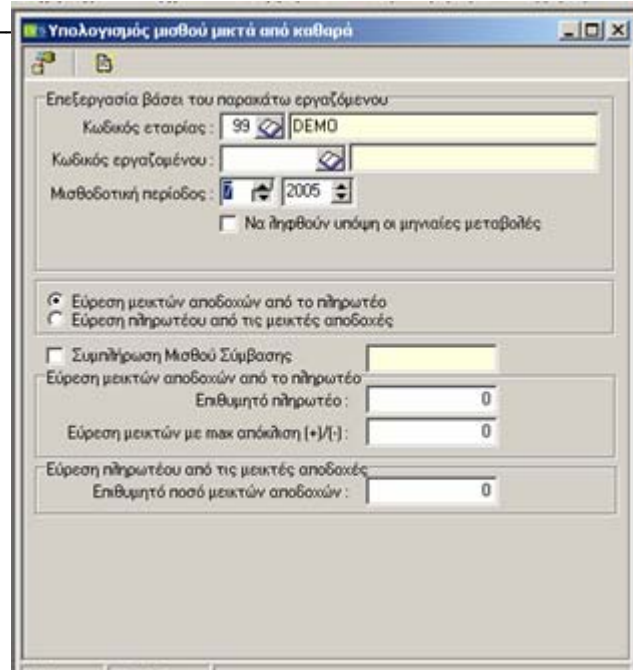 Υπολογισμός μισθού μικτά από καθαρά
Επεξεργασία βάσει του παρακάτω εργαζόμενου
Κωδικός εταιρίας : 99 DEMO
Κωδικός εργαζομένου :
Μισθοδοτική περίοδος : 7 2005
Να ληφθούν υπόψη οι μηνιαίες μεταβολές
Εύρεση μεικτών αποδοχών από το πληρωτέο
Εύρεση πληρωτέου από τις μεικτές αποδοχές
Συμπλήρωση Μισθού Σύμβασης
Εύρεση μεικτών αποδοχών από το πληρωτέο
Επιθυμητό πληρωτέο : 0
Εύρεση μεικτών με max απόκλιση (+)/(-) : 0
Εύρεση πληρωτέου από τις μεικτές αποδοχές
Επιθυμητό ποσό μεικτών αποδοχών : 0